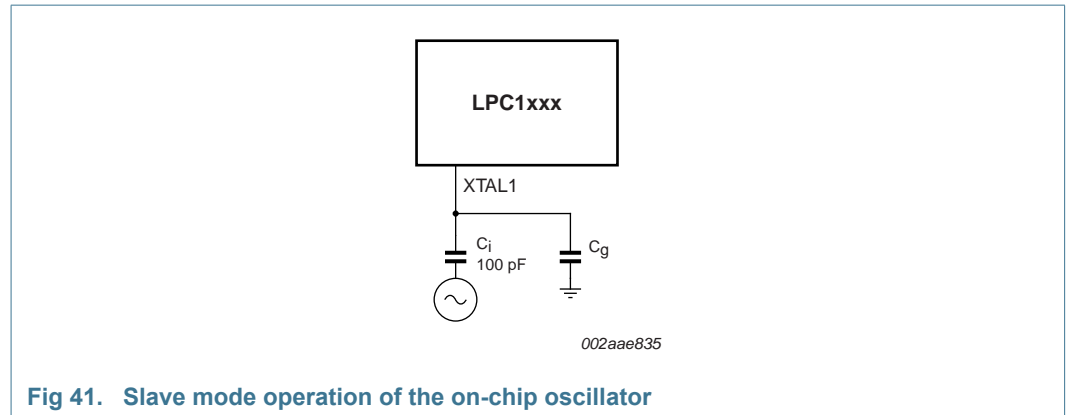 LPC1xxx
XTAL1
Ci
100 pF
Cg
002aae835
Fig 41. Slave mode operation of the on-chip oscillator